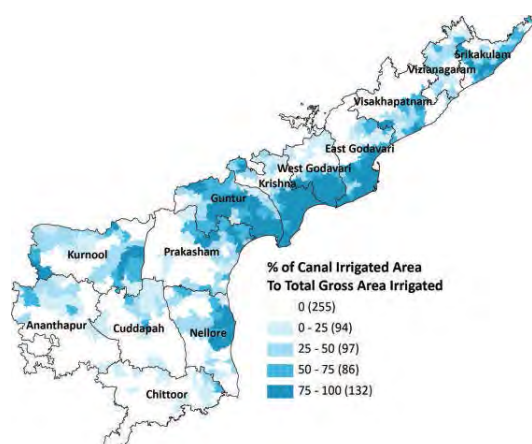 Srikakulam
Vizianagaram
Visakhapatnam
East Godavari
West Godavari
Krishna
Guntur
Prakasham
Kurnool
Ananthapur
Cuddapah
Nellore
Chittoor
% of Canal Irrigated Area
To Total Gross Area Irrigated
0 (255)
0 - 25 (94)
25 - 50 (97)
50 - 75 (86)
75 - 100 (132)